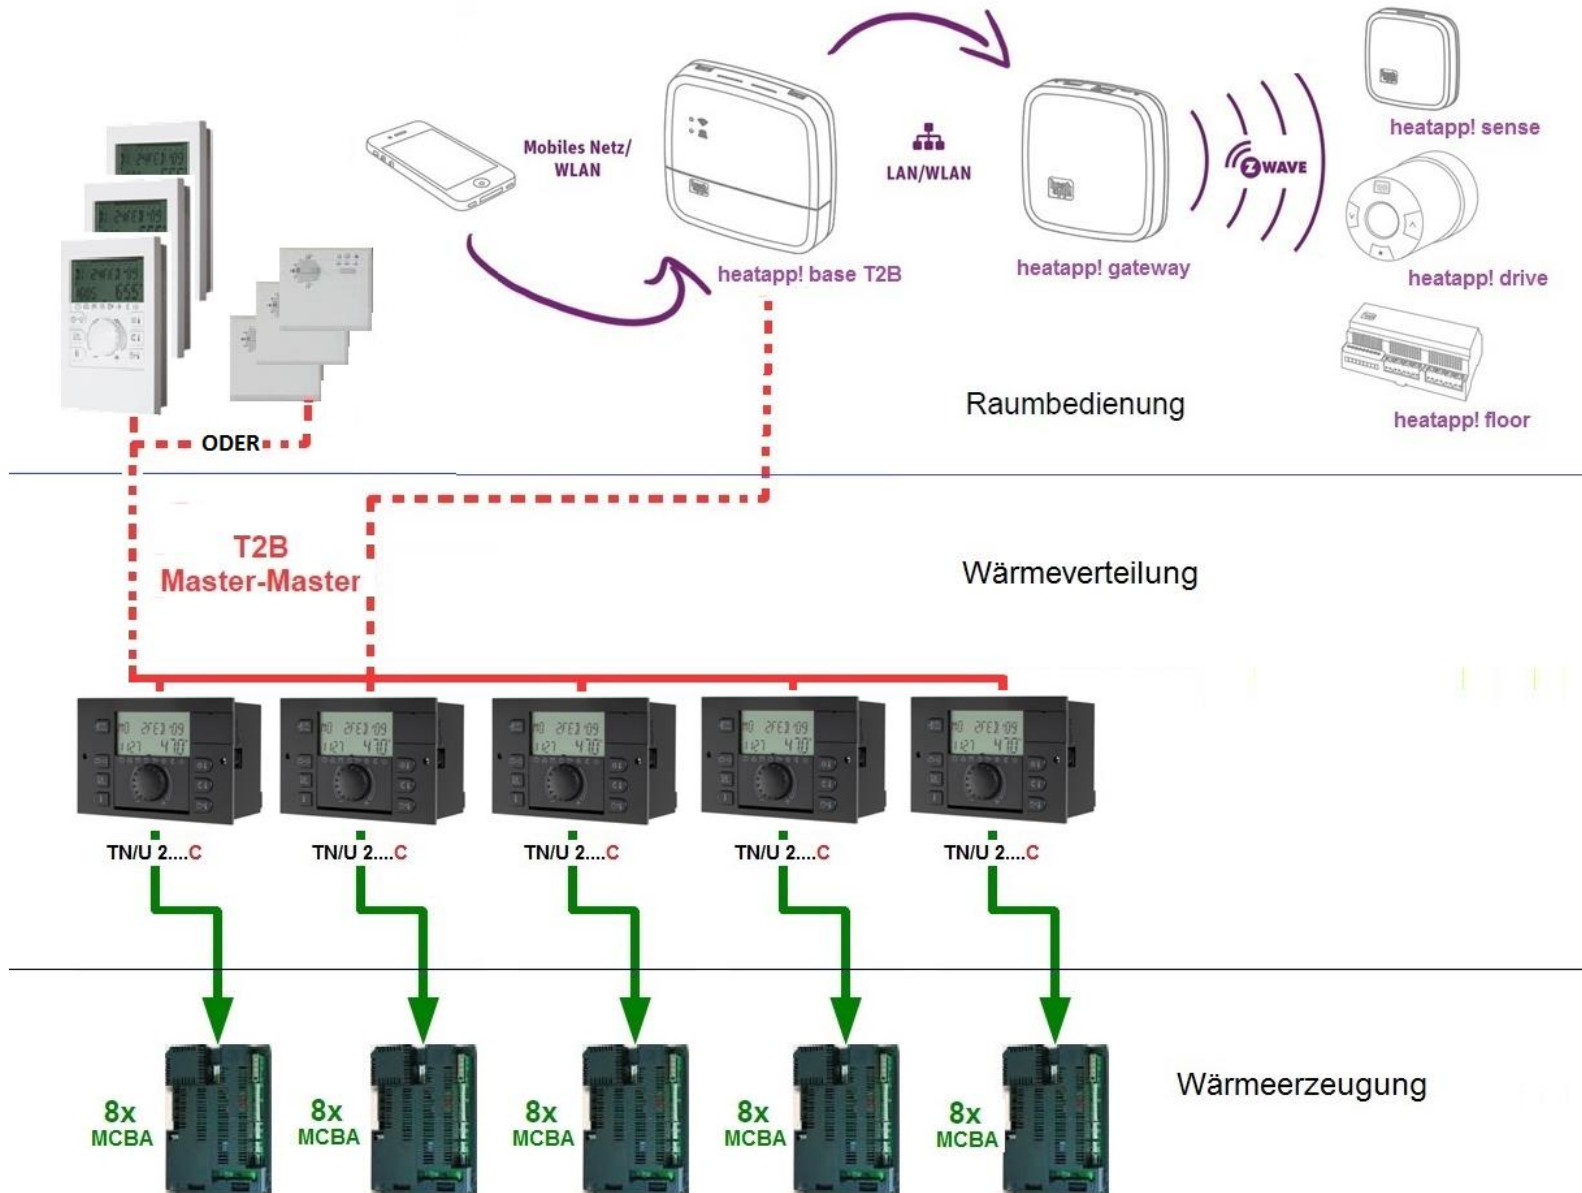 Mobiles Netz/
WLAN
LAN/WLAN
Z WAVE
heatapp! sense
heatapp! base T2B
heatapp! gateway
heatapp! drive
heatapp! floor
Raumbedienung
ODER
T2B
Master-Master
Wärmeverteilung
TN/U 2....C
TN/U 2....C
TN/U 2....C
TN/U 2....C
TN/U 2....C
Wärmeerzeugung
8x
MCBA
8x
MCBA
8x
MCBA
8x
MCBA
8x
MCBA